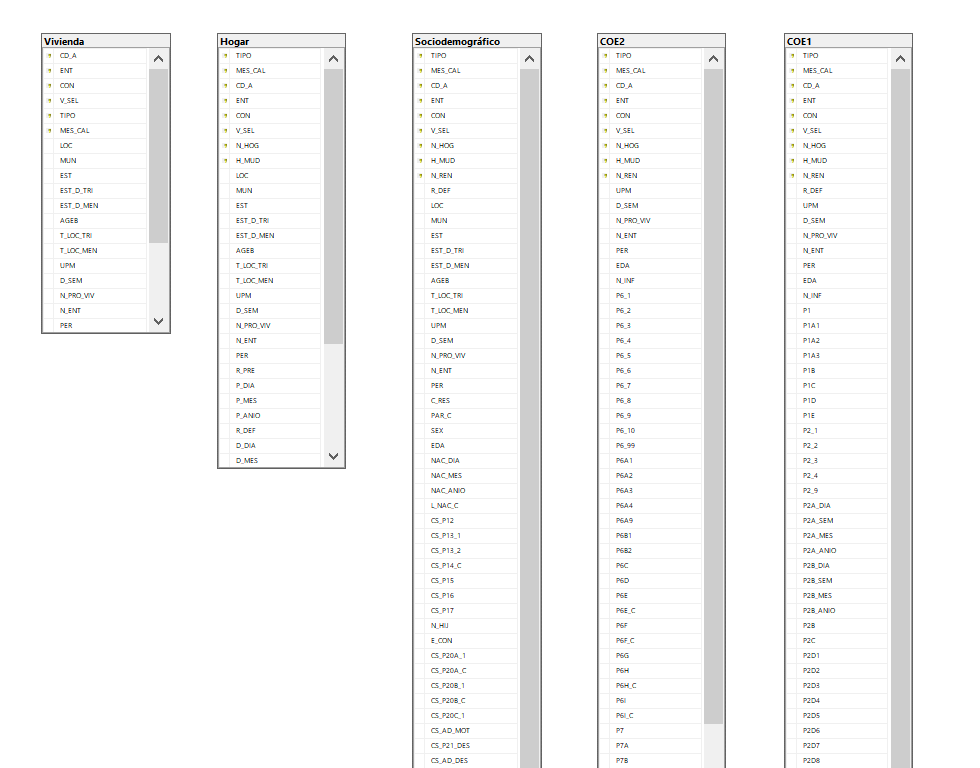 Vivienda
CD_A
ENT
CON
V_SEL
TIPO
MES_CAL
LOC
MUN
EST
EST_D_TRI
EST_D_MEN
AGEB
T_LOC_TRI
T_LOC_MEN
UPM
D_SEM
N_PRO_VIV
N_ENT
PER
Hogar
TIPO
MES_CAL
CD_A
ENT
CON
V_SEL
N_HOG
H_MUD
LOC
MUN
EST
EST_D_TRI
EST_D_MEN
AGEB
T_LOC_TRI
T_LOC_MEN
UPM
D_SEM
N_PRO_VIV
N_ENT
PER
R_PRE
P_DIA
P_MES
P_ANIO
R_DEF
D_DIA
D_MES
Sociodemográfico
TIPO
MES_CAL
CD_A
ENT
CON
V_SEL
N_HOG
H_MUD
N_REN
R_DEF
LOC
MUN
EST
EST_D_TRI
EST_D_MEN
AGEB
T_LOC_TRI
T_LOC_MEN
UPM
D_SEM
N_PRO_VIV
N_ENT
PER
C_RES
PAR_C
SEX
EDA
NAC_DIA
NAC_MES
NAC_ANIO
L_NAC_C
CS_P12
CS_P13_1
CS_P13_2
CS_P14_C
CS_P15
CS_P16
CS_P17
N_HIJ
E_CON
CS_P20A_1
CS_P20A_C
CS_P20B_1
CS_P20B_C
CS_P20C_1
CS_AD_MOT
CS_P21_DES
CS_AD_DES
COE2
TIPO
MES_CAL
CD_A
ENT
CON
V_SEL
N_HOG
H_MUD
N_REN
UPM
D_SEM
N_PRO_VIV
N_ENT
PER
EDA
N_INF
P6_1
P6_2
P6_3
P6_4
P6_5
P6_6
P6_7
P6_8
P6_9
P6_10
P6_99
P6A1
P6A2
P6A3
P6A4
P6A9
P6B1
P6B2
P6C
P6D
P6E
P6E_C
P6F
P6F_C
P6G
P6H
P6H_C
P6I
P6I_C
P7
P7A
P7B
COE1
TIPO
MES_CAL
CD_A
ENT
CON
V_SEL
N_HOG
H_MUD
N_REN
R_DEF
UPM
D_SEM
N_PRO_VIV
N_ENT
PER
EDA
N_INF
P1
P1A1
P1A2
P1A3
P1B
P1C
P1D
P1E
P2_1
P2_2
P2_3
P2_4
P2_9
P2A_DIA
P2A_SEM
P2A_MES
P2A_ANIO
P2B_DIA
P2B_SEM
P2B_MES
P2B_ANIO
P2B
P2C
P2D1
P2D2
P2D3
P2D4
P2D5
P2D6
P2D7
P2D8